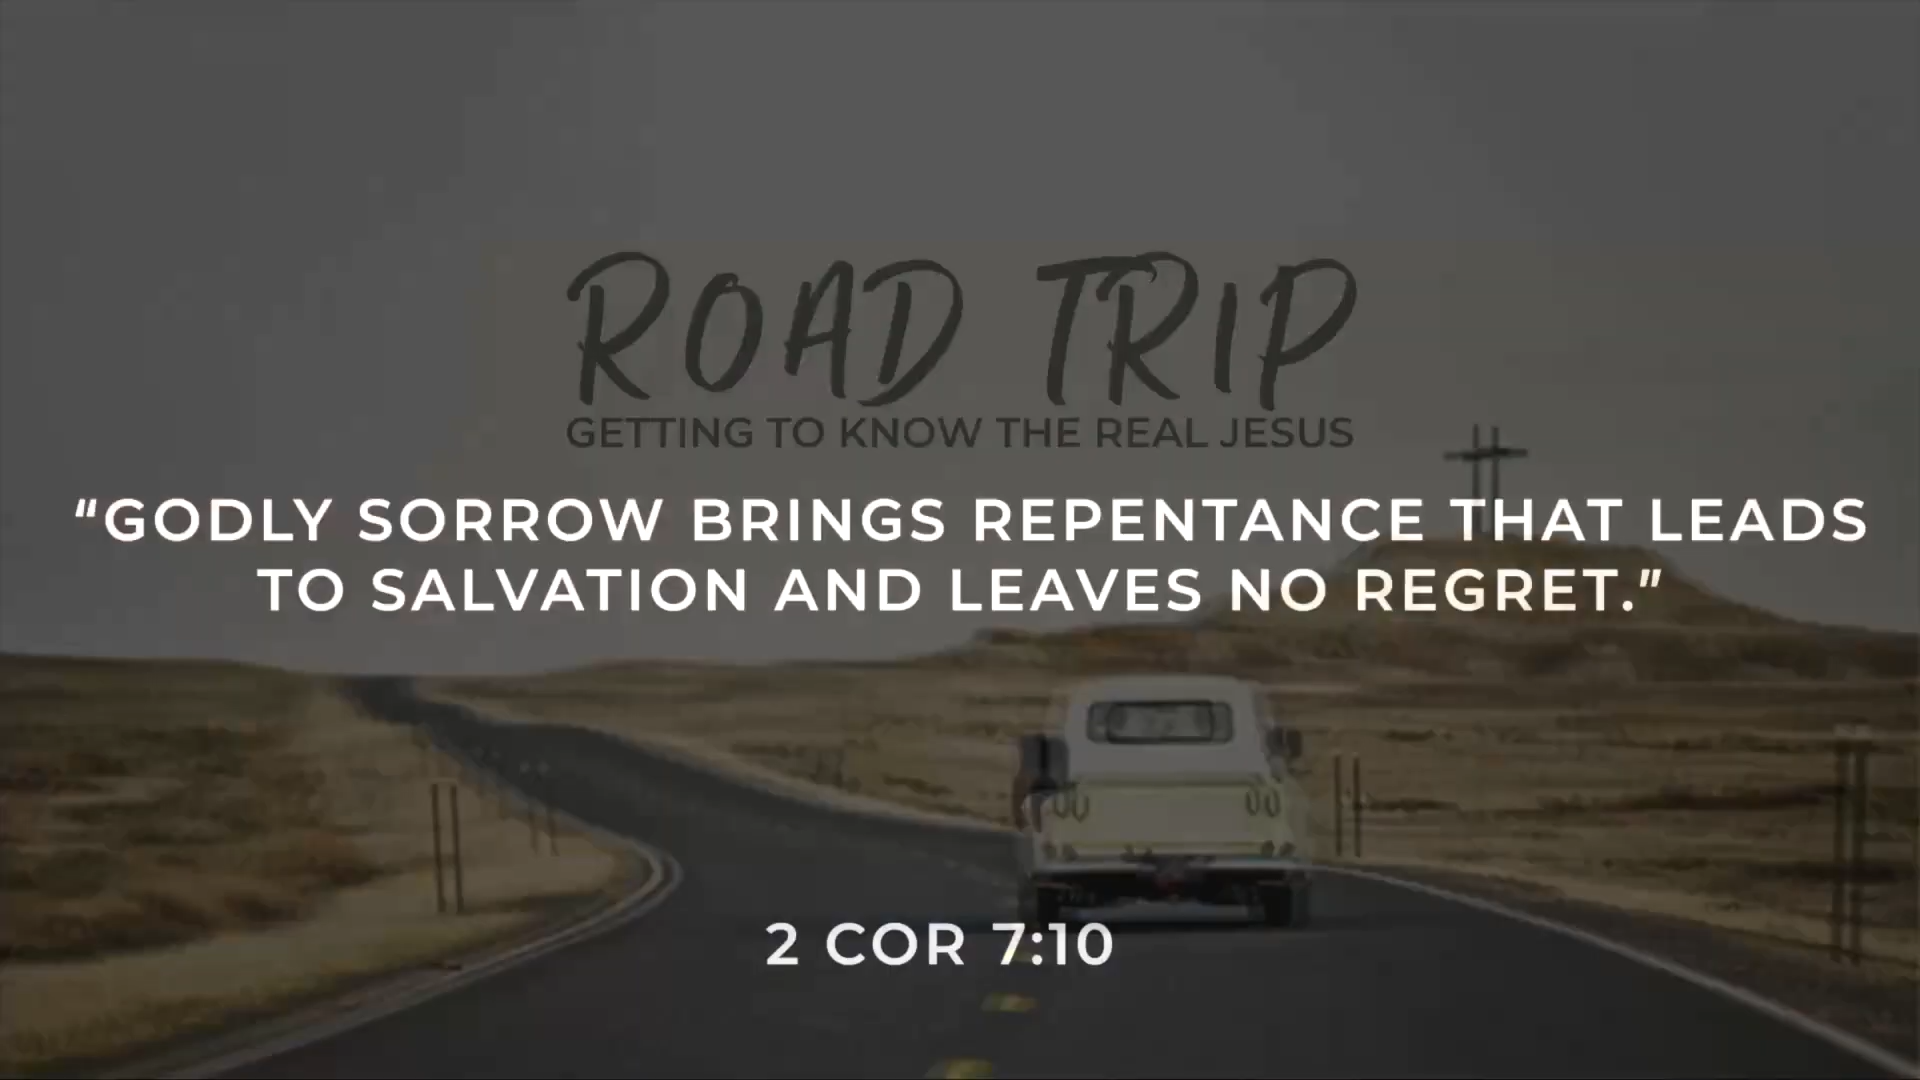 ROAD TRIP
GETTING TO KNOW THE REAL JESUS
"GODLY SORROW BRINGS REPENTANCE THAT LEADS
TO SALVATION AND LEAVES NO REGRET."
2 COR 7:10